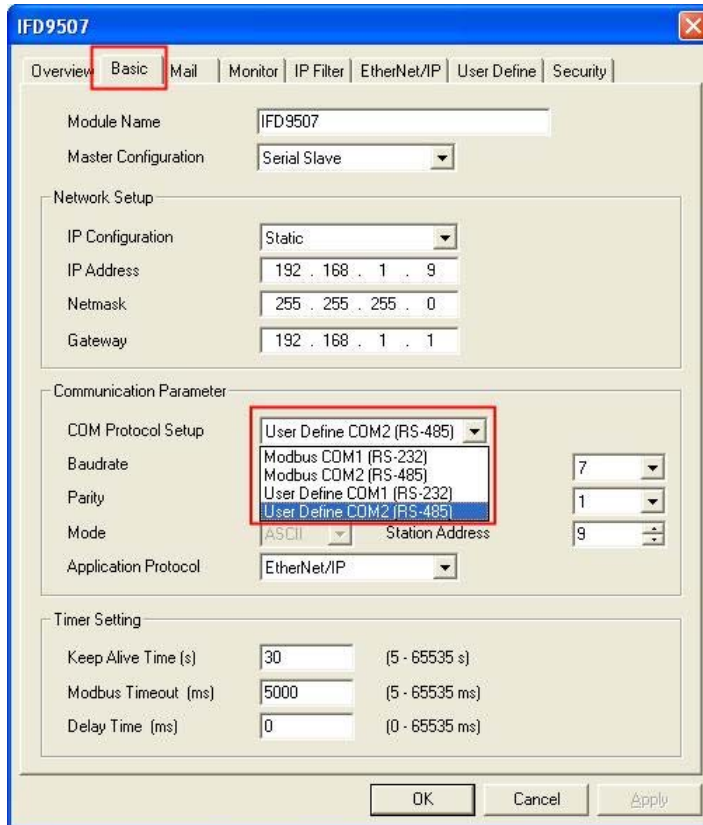 IFD9507
Overview Basic Mail Monitor IP Filter EtherNet/IP User Define Security
Module Name IFD9507
Master Configuration Serial Slave
Network Setup
IP Configuration Static
IP Address 192 . 168 . 1 . 9
Netmask 255 . 255 . 255 . 0
Gateway 192 . 168 . 1 . 1
Communication Parameter
COM Protocol Setup User Define COM2 (RS-485)
Modbus COM1 (RS-232)
Baudrate Modbus COM2 (RS-485) 7
User Define COM1 (RS-232)
Parity User Define COM2 (RS-485) 1
Mode ASCII Station Address 9
Application Protocol EtherNet/IP
Timer Setting
Keep Alive Time (s) 30 (5 - 65535 s)
Modbus Timeout (ms) 5000 (5 - 65535 ms)
Delay Time (ms) 0 (0 - 65535 ms)
OK Cancel Apply